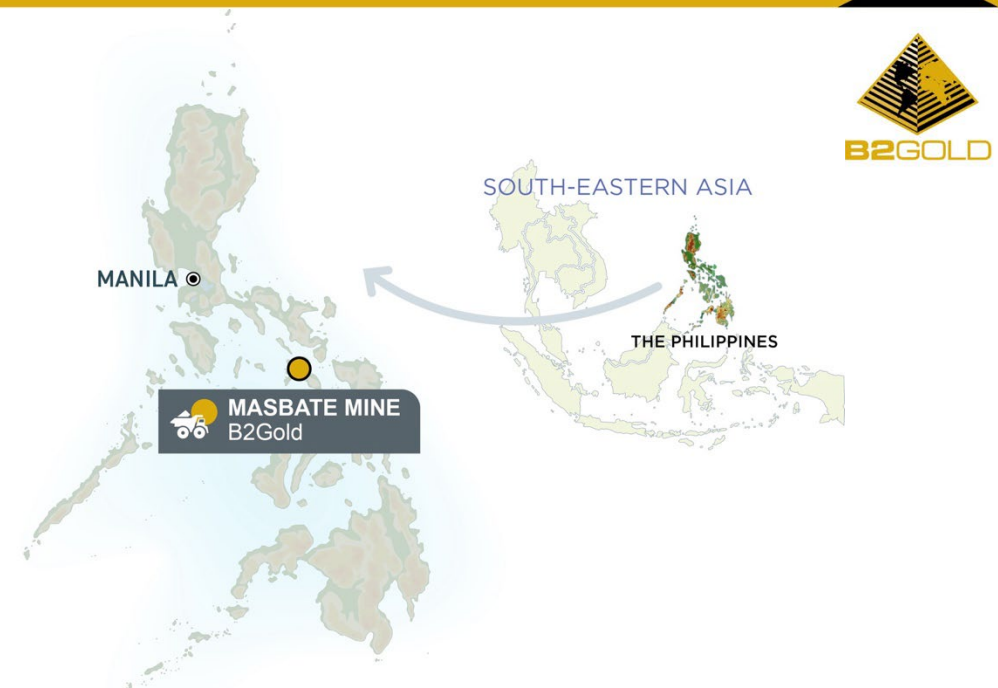 B2GOLD
SOUTH-EASTERN ASIA
MANILA
THE PHILIPPINES
MASBATE MINE
B2Gold